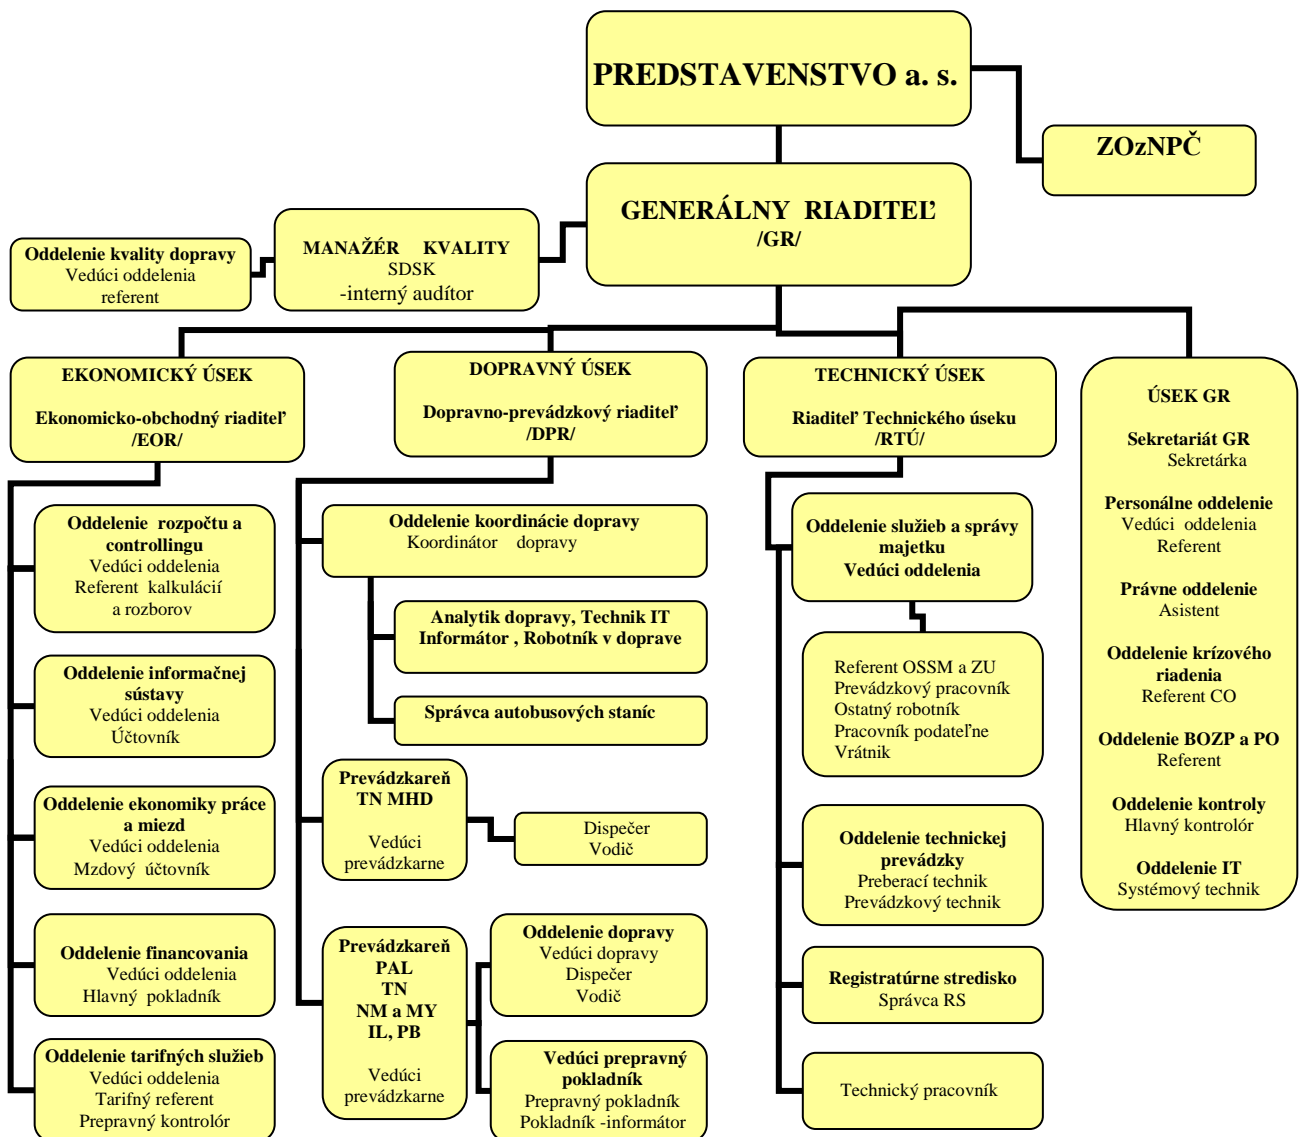 PREDSTAVENSTVO a. s.
ZOzNPČ
GENERÁLNY RIADITEĽ
/GR/
MANAŽÉR KVALITY
SDSK
-interný audítor
Oddelenie kvality dopravy
Vedúci oddelenia
referent
EKONOMICKÝ ÚSEK
Ekonomicko-obchodný riaditeľ
/EOR/
Oddelenie rozpočtu a
controllingu
Vedúci oddelenia
Referent kalkulácií
a rozborov
Oddelenie informačnej
sústavy
Vedúci oddelenia
Účtovník
Oddelenie ekonomiky práce
a miezd
Vedúci oddelenia
Mzdový účtovník
Oddelenie financovania
Vedúci oddelenia
Hlavný pokladník
Oddelenie tarifných služieb
Vedúci oddelenia
Tarifný referent
Prepravný kontrolór
DOPRAVNÝ ÚSEK
Dopravno-prevádzkový riaditeľ
/DPR/
Oddelenie koordinácie dopravy
Koordinátor dopravy
Analytik dopravy, Technik IT
Informátor , Robotník v doprave
Správca autobusových staníc
Prevádzkareň
TN MHD
Vedúci
prevádzkarne
Dispečer
Vodič
Prevádzkareň
PAL
TN
NM a MY
IL, PB
Vedúci
prevádzkarne
Oddelenie dopravy
Vedúci dopravy
Dispečer
Vodič
Vedúci prepravný
pokladník
Prepravný pokladník
Pokladník -informátor
TECHNICKÝ ÚSEK
Riaditeľ Technického úseku
/RTÚ/
Oddelenie služieb a správy
majetku
Vedúci oddelenia
Referent OSSM a ZU
Prevádzkový pracovník
Ostatný robotník
Pracovník podateľne
Vrátnik
Oddelenie technickej
prevádzky
Preberací technik
Prevádzkový technik
Registratúrne stredisko
Správca RS
Technický pracovník
ÚSEK GR
Sekretariát GR
Sekretárka
Personálne oddelenie
Vedúci oddelenia
Referent
Právne oddelenie
Asistent
Oddelenie krízového
riadenia
Referent CO
Oddelenie BOZP a PO
Referent
Oddelenie kontroly
Hlavný kontrolór
Oddelenie IT
Systémový technik